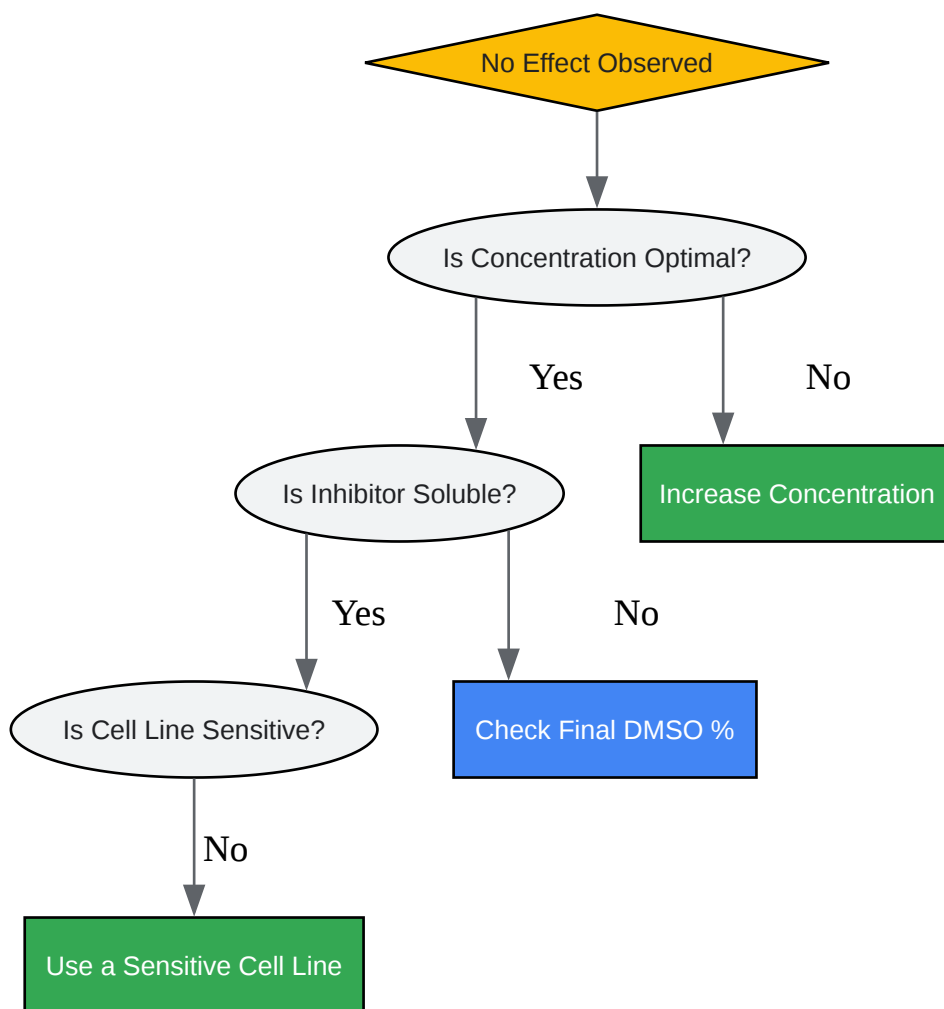 No Effect Observed
Is Concentration Optimal?
Yes
No
Is Inhibitor Soluble?
Increase Concentration
Yes
No
Is Cell Line Sensitive?
Check Final DMSO %
No
Use a Sensitive Cell Line